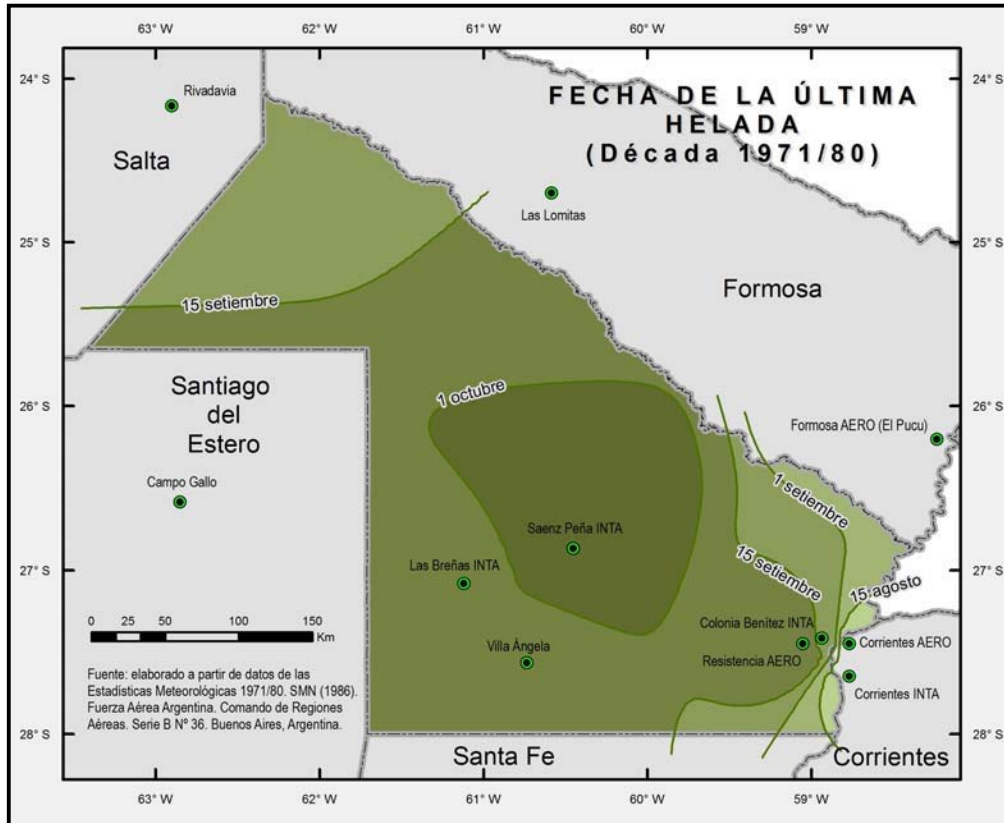 63° W 62° W 61° W 60° W 59° W
24° S 24° S
FECHA DE LA ÚLTIMA
HELADA
(Década 1971/80)
Rivadavia
Salta
Las Lomitas
25° S 25° S
Formosa
15 setiembre
Santiago
del
Estero
1 octubre
26° S 26° S
Formosa AERO (El Pucu)
Campo Gallo
1 setiembre
Saenz Peña INTA
27° S 27° S
Las Breñas INTA
15 setiembre
15 agosto
0 50 100 150
Km
Colonia Benítez INTA
Corrientes AERO
Villa Ángela
Resistencia AERO
Corrientes INTA
Fuente: elaborado a partir de datos de las
Estadísticas Meteorológicas 1971/80. SMN (1986).
Fuerza Aérea Argentina. Comando de Regiones
Aéreas. Serie B Nº 36. Buenos Aires, Argentina.
28° S 28° S
Santa Fe
Corrientes
63° W 62° W 61° W 60° W 59° W